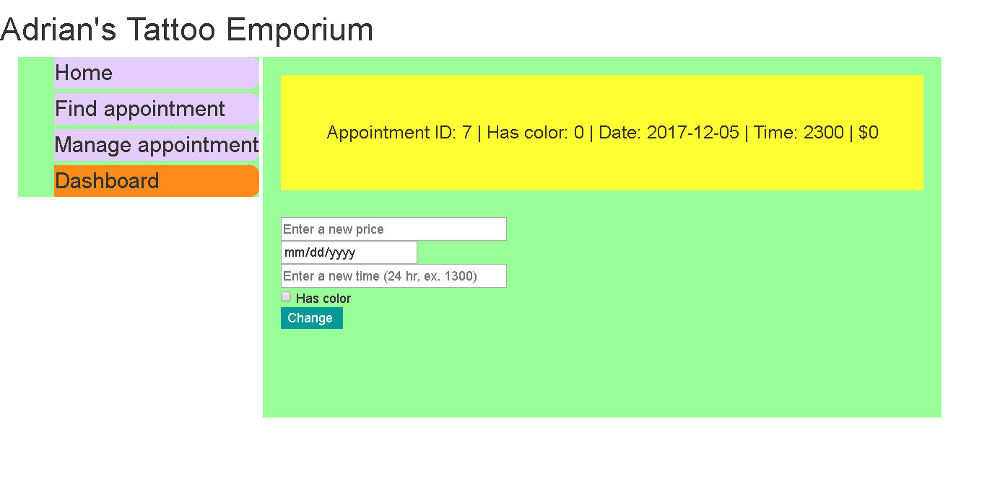 Adrian's Tattoo Emporium
Home
Find appointment
Manage appointment
Dashboard
Appointment ID: 7 | Has color: 0 | Date: 2017-12-05 | Time: 2300 | $0
Enter a new price
mm/dd/yyyy
Enter a new time (24 hr, ex. 1300)
Has color
Change